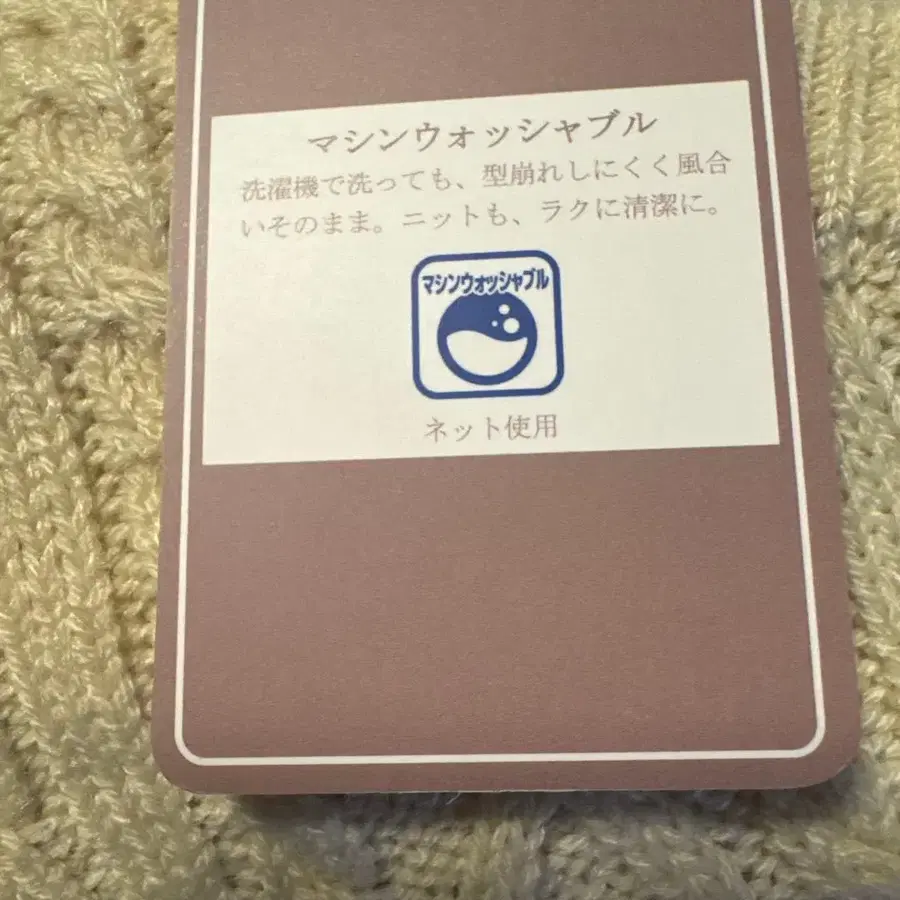 マシンウォッシャブル
洗濯機で洗っても、型崩れしにくく風合
いそのまま。ニットも、ラクに清潔に。
マシンウォッシャブル
ネット使用